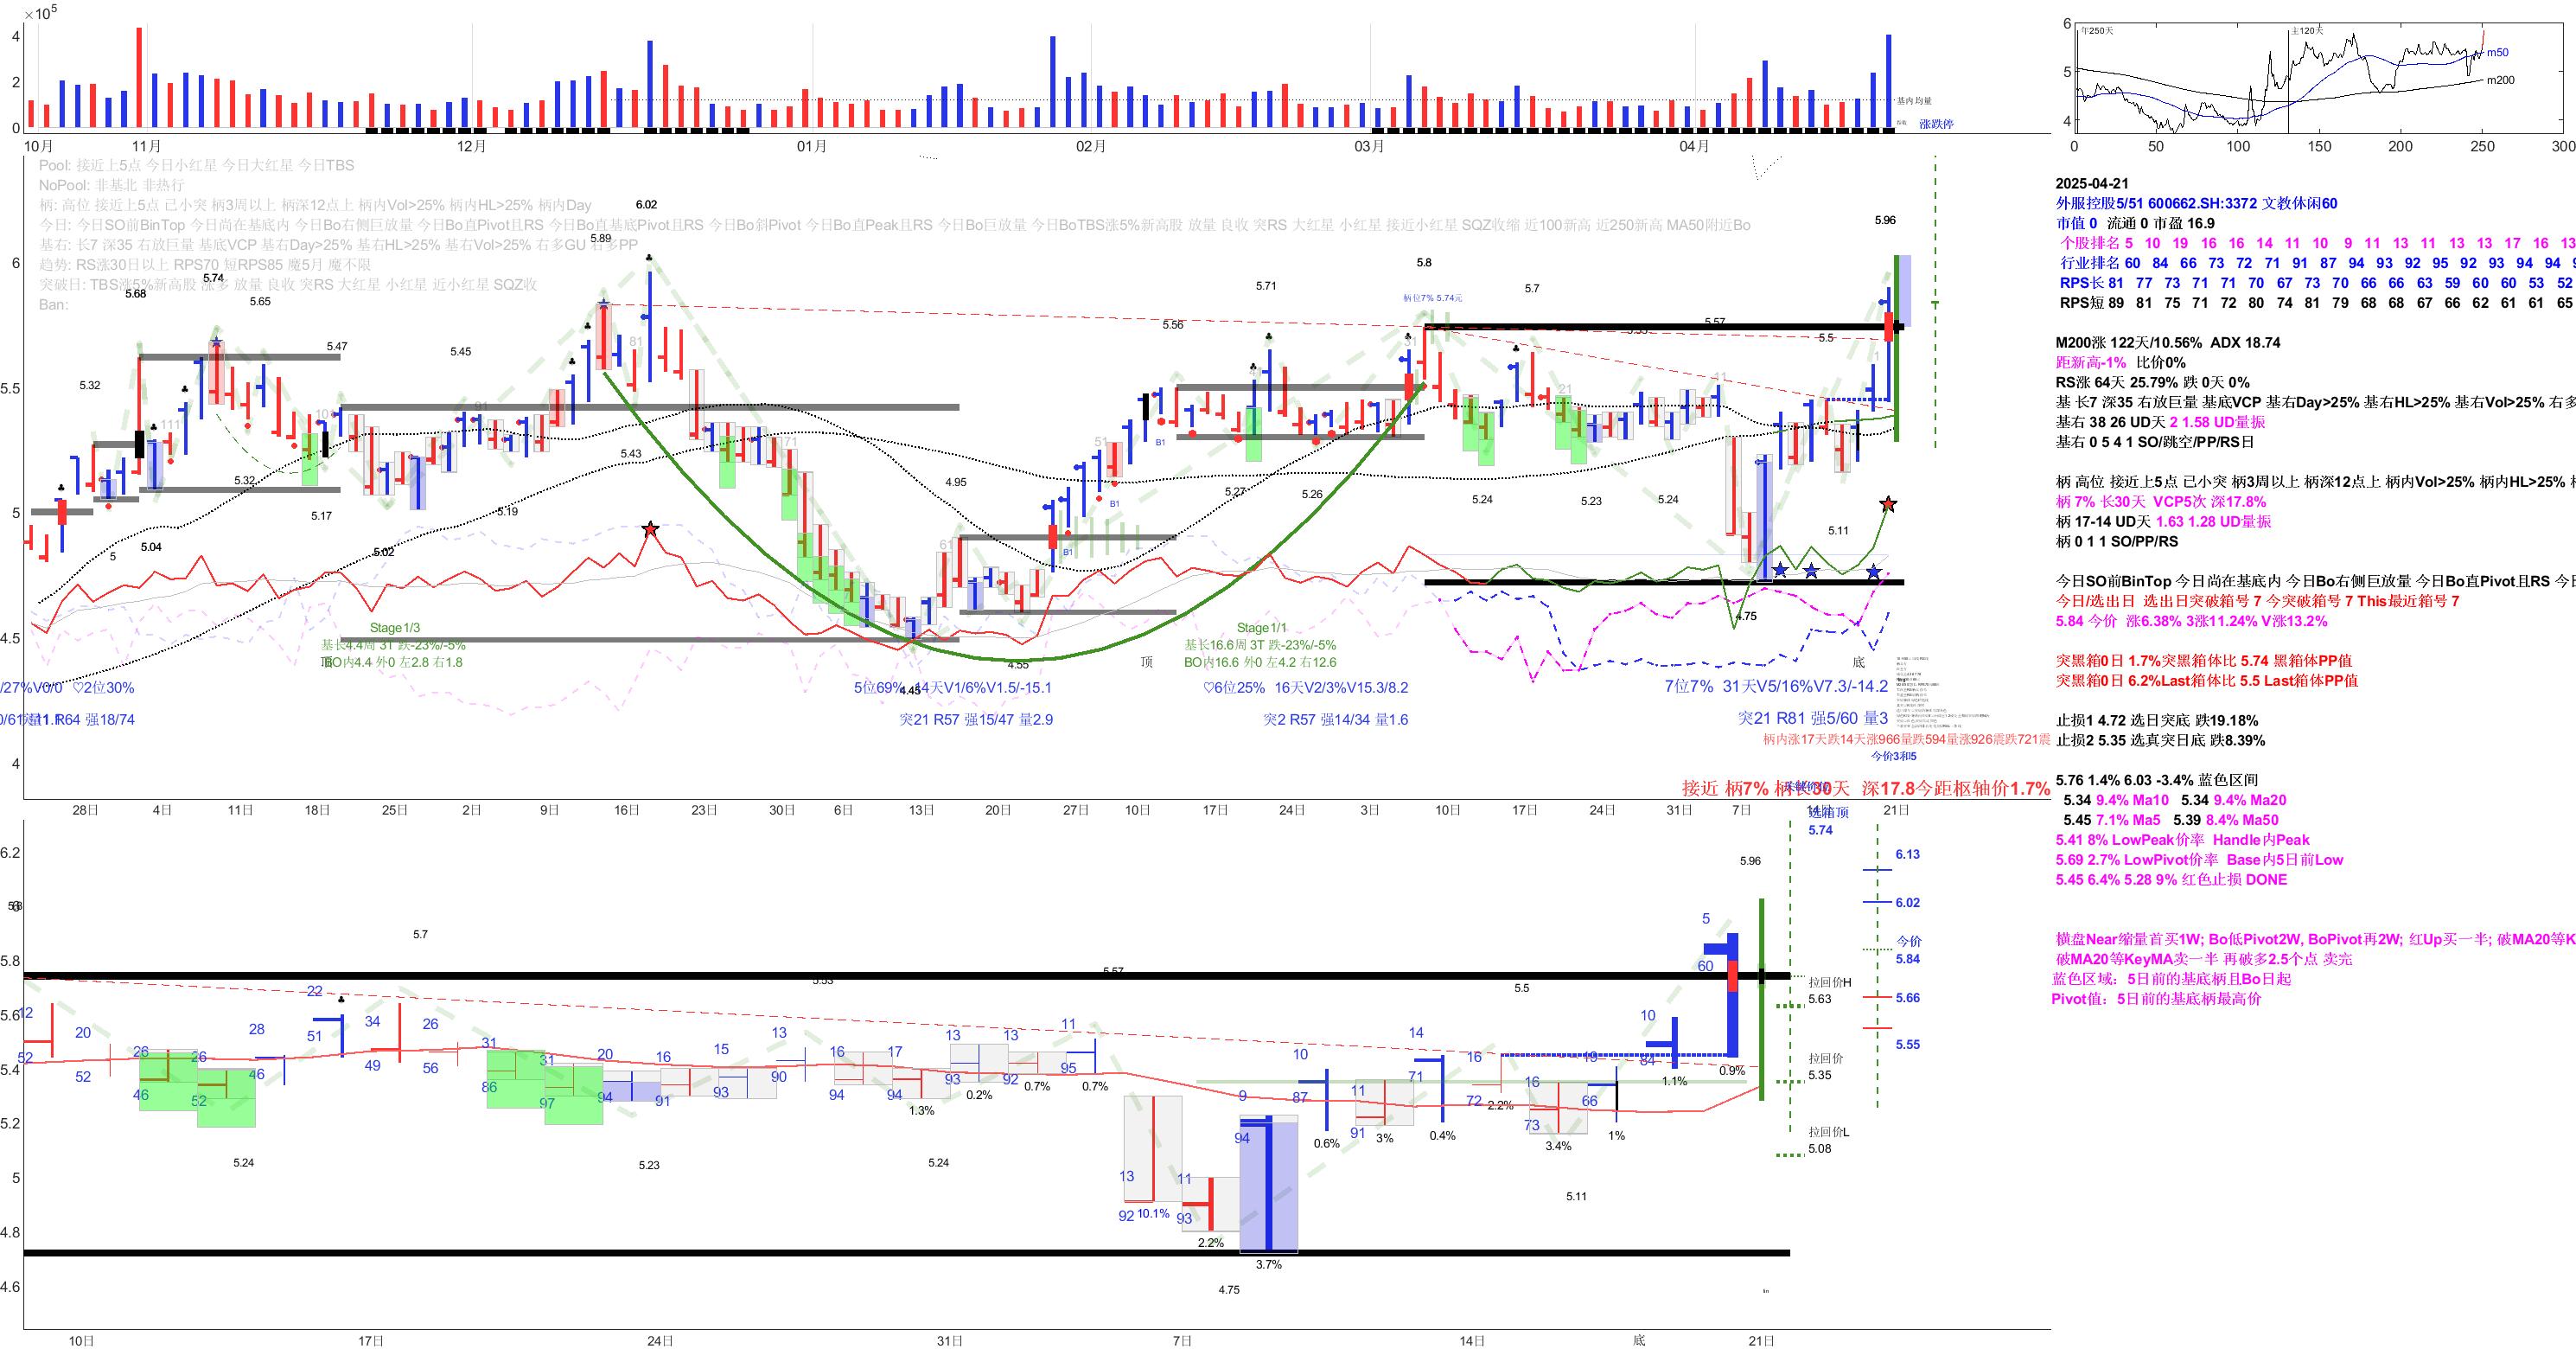 ×10⁵
4
2
0
10月 11月 12月 01月 02月 03月 04月
基内均量
涨跌停
Pool: 接近上5点 今日小红星 今日大红星 今日TBS
NoPool: 非基北 非热行
柄: 高位 接近上5点 己小突 柄3周以上 柄深12点上 柄内Vol>25% 柄内HL>25% 柄内Day
今日: 今日SO前BinTop 今日尚在基底内 今日Bo右侧巨放量 今日Bo直Pivot且RS 今日Bo直基底Pivot且RS 今日Bo斜Pivot 今日Bo直Peak且RS 今日Bo巨放量 今日BoTBS涨5%新高股 放量 良收 突RS 大红星 小红星 接近小红星 SQZ收缩 近100新高 近250新高 MA50附近Bo
基右: 长7 深35 右放巨量 基底VCP 基右Day>25% 基右HL>25% 基右Vol>25% 右多GU 右多PP
趋势: RS涨30日以上 RPS70 短RPS85 魔5月 魔不限
突破日: TBS涨5%新高股 涨多 放量 良收 突RS 大红星 小红星 近小红星 SQZ收
Ban:
6
5.5
5
4.5
4
5.32 5.68 5.74 5.65 5.47 5.45 5.89 6.02 5.56 5.71 5.8 5.7 5.57 5.5 5.96
柄位7% 5.74元
5 5.04 5.32 5.17 5.02 5.19 5.43 4.45 4.95 4.55 5.27 5.26 5.24 5.23 5.24 4.75 5.11
111 81 71 61 51 21 11
B1 B1 B1
Stage1/3
基长4.4周 3T 跌-23%/-5%
BO内4.4 外0 左2.8 右1.8
Stage1/1
基长16.6周 3T 跌-23%/-5%
BO内16.6 外0 左4.2 右12.6
顶 底
/27%V0/0 ♡2位30%
5位69% 14天V1/6%V1.5/-15.1
♡6位25% 16天V2/3%V15.3/8.2
7位7% 31天V5/16%V7.3/-14.2
R64 强18/74
突21 R57 强15/47 量2.9
突2 R57 强14/34 量1.6
突21 R81 强5/60 量3
柄内涨17天跌14天涨966量跌594量涨926震跌721震
今价3和5
接近 柄7% 柄长30天 深17.8今距枢轴价1.7%
28日 4日 11日 18日 25日 2日 9日 16日 23日 30日 6日 13日 20日 27日 10日 17日 24日 3日 10日 17日 24日 7日 14日 21日
选箱顶
5.74
6.2
5.8
5.6
5.4
5.2
5
4.8
4.6
5.7 5.53 5.57 5.5 5.96
12 20 26 26 28 22 34 26 31 31 20 16 15 13 16 17 13 13 11 13 11 9 10 11 14 16 16 19 10 5
52 52 46 52 46 51 49 56 86 97 94 91 93 90 94 94 93 92 95 92 93 94 87 91 71 72 73 66 84 60
1.3% 0.2% 0.7% 0.7% 10.1% 2.2% 3.7% 0.6% 3% 0.4% 2.2% 3.4% 1% 1.1% 0.9%
5.24 5.23 5.24 4.75 5.11
拉回价H
5.63
拉回价
5.35
拉回价L
5.08
6.13
6.02
今价
5.84
5.66
5.55
10日 17日 24日 31日 7日 14日 底 21日
6
5
4
年250天 主120天
m50
m200
0 50 100 150 200 250 300
2025-04-21
外服控股5/51 600662.SH:3372 文教休闲60
市值 0 流通 0 市盈 16.9
个股排名 5 10 19 16 16 14 11 10 9 11 13 11 13 13 17 16 13
行业排名 60 84 66 73 72 71 91 87 94 93 92 95 92 93 94 94
RPS长 81 77 73 71 71 70 67 73 70 66 66 63 59 60 60 53 52
RPS短 89 81 75 71 72 80 74 81 79 68 68 67 66 62 61 61 65
M200涨 122天/10.56% ADX 18.74
距新高-1% 比价0%
RS涨 64天 25.79% 跌 0天 0%
基 长7 深35 右放巨量 基底VCP 基右Day>25% 基右HL>25% 基右Vol>25% 右多
基右 38 26 UD天 2 1.58 UD量振
基右 0 5 4 1 SO/跳空/PP/RS日
柄 高位 接近上5点 己小突 柄3周以上 柄深12点上 柄内Vol>25% 柄内HL>25%
柄 7% 长30天 VCP5次 深17.8%
柄 17-14 UD天 1.63 1.28 UD量振
柄 0 1 1 SO/PP/RS
今日SO前BinTop 今日尚在基底内 今日Bo右侧巨放量 今日Bo直Pivot且RS
今日/选出日 选出日突破箱号 7 今突破箱号 7 This最近箱号 7
5.84 今价 涨6.38% 3涨11.24% V涨13.2%
突黑箱0日 1.7%突黑箱体比 5.74 黑箱体PP值
突黑箱0日 6.2%Last箱体比 5.5 Last箱体PP值
止损1 4.72 选日突底 跌19.18%
止损2 5.35 选真突日底 跌8.39%
5.76 1.4% 6.03 -3.4% 蓝色区间
5.34 9.4% Ma10 5.34 9.4% Ma20
5.45 7.1% Ma5 5.39 8.4% Ma50
5.41 8% LowPeak价率 Handle内Peak
5.69 2.7% LowPivot价率 Base内5日前Low
5.45 6.4% 5.28 9% 红色止损 DONE
横盘Near缩量首买1W; Bo低Pivot2W, BoPivot再2W; 红Up买一半; 破MA20等K
破MA20等KeyMA卖一半 再破多2.5个点 卖完
蓝色区域: 5日前的基底柄且Bo日起
Pivot值: 5日前的基底柄最高价